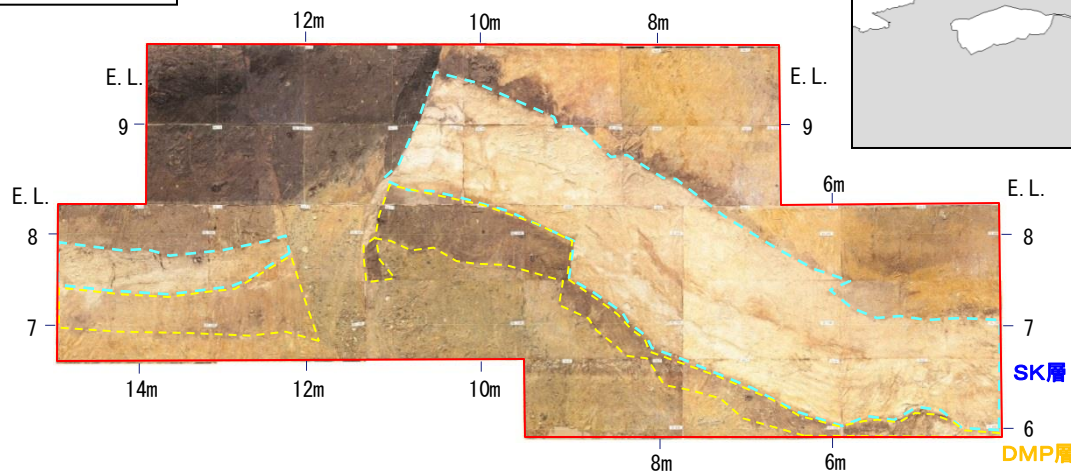 12m 10m 8m
E. L. E. L.
9 9
6m
E. L. E. L.
8 8
7 7
SK層
14m 12m 10m
6
DMP層
8m 6m